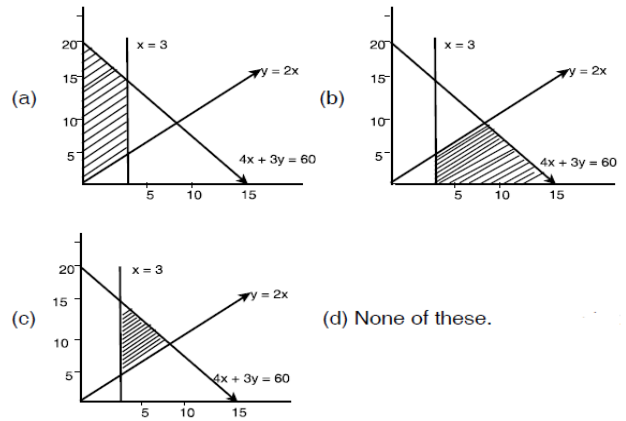 (a)
20
15
10
5
x = 3
y = 2x
4x + 3y = 60
5 10 15
(b)
20
15
10
5
x = 3
y = 2x
4x + 3y = 60
5 10 15
(c)
20
15
10
5
x = 3
y = 2x
4x + 3y = 60
5 10 15
(d) None of these.